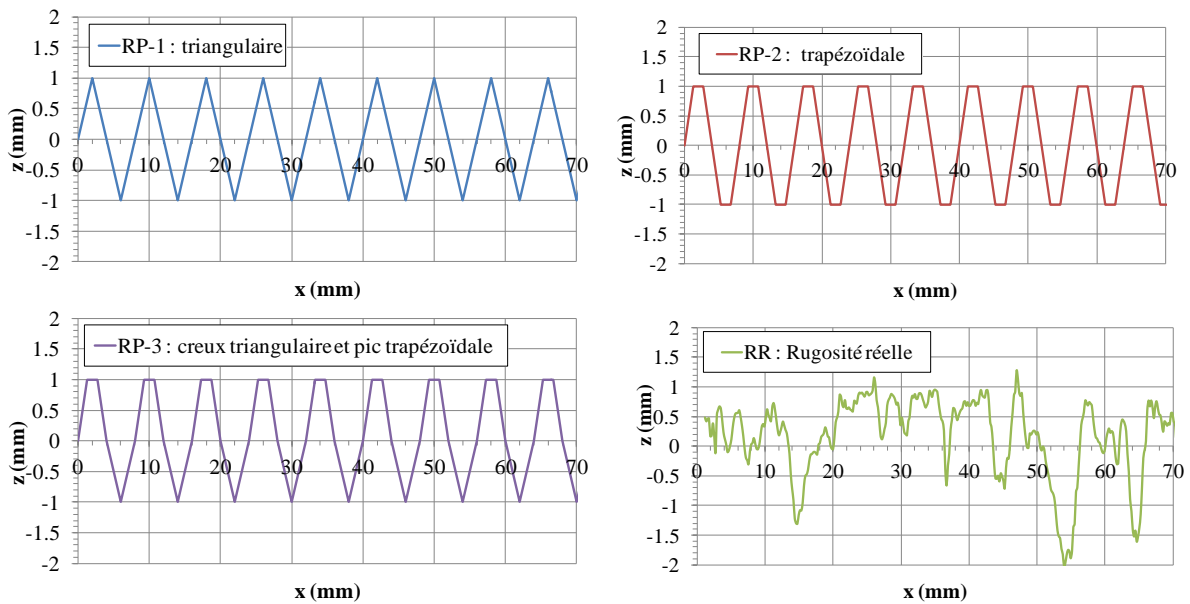 RP-1 : triangulaire
2
1.5
1
0.5
0
-0.5
-1
-1.5
-2
0 10 20 30 40 50 60 70
z (mm)
x (mm)
RP-2 : trapézoïdale
2
1.5
1
0.5
0
-0.5
-1
-1.5
-2
0 10 20 30 40 50 60 70
z (mm)
x (mm)
RP-3 : creux triangulaire et pic trapézoïdale
2
1.5
1
0.5
0
-0.5
-1
-1.5
-2
0 10 20 30 40 50 60 70
z (mm)
x (mm)
RR : Rugosité réelle
2
1.5
1
0.5
0
-0.5
-1
-1.5
-2
0 10 20 30 40 50 60 70
z (mm)
x (mm)